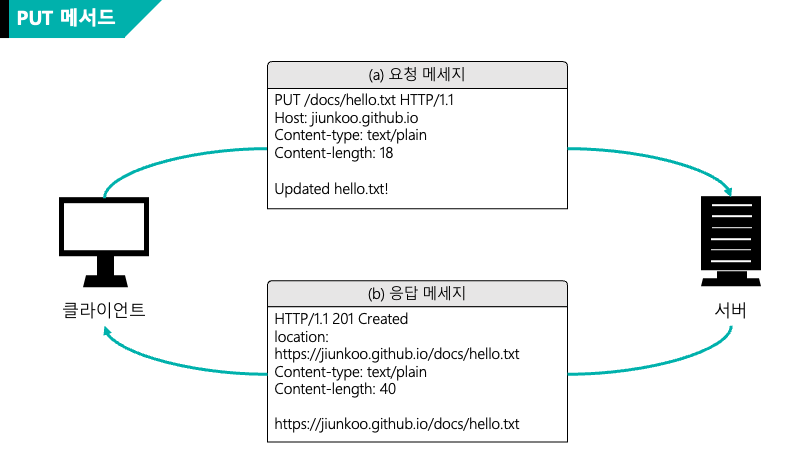 PUT 메서드
(a) 요청 메세지
PUT /docs/hello.txt HTTP/1.1
Host: jiunkoo.github.io
Content-type: text/plain
Content-length: 18
Updated hello.txt!
클라이언트
서버
(b) 응답 메세지
HTTP/1.1 201 Created
location:
https://jiunkoo.github.io/docs/hello.txt
Content-type: text/plain
Content-length: 40
https://jiunkoo.github.io/docs/hello.txt